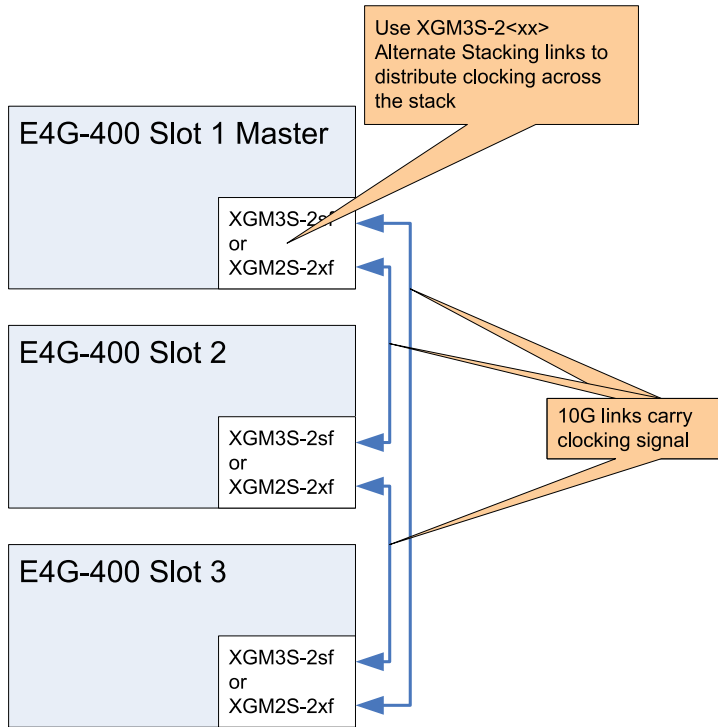 Use XGM3S-2<xx>
Alternate Stacking links to
distribute clocking across
the stack
E4G-400 Slot 1 Master
XGM3S-2sf
or
XGM2S-2xf
E4G-400 Slot 2
XGM3S-2sf
or
XGM2S-2xf
10G links carry
clocking signal
E4G-400 Slot 3
XGM3S-2sf
or
XGM2S-2xf